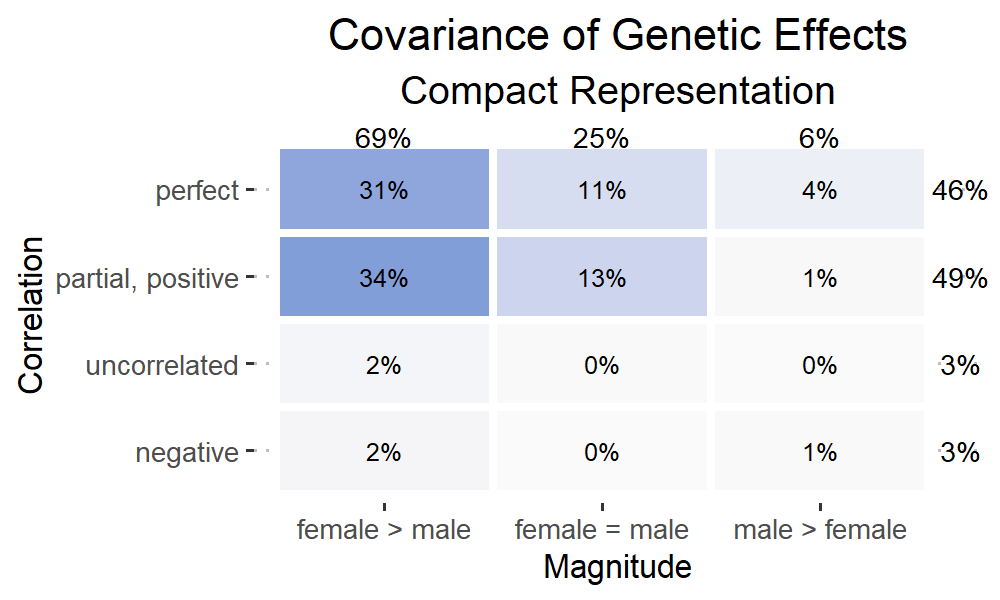 Covariance of Genetic Effects
Compact Representation
69% 25% 6%
perfect 31% 11% 4% 46%
partial, positive 34% 13% 1% 49%
uncorrelated 2% 0% 0% 3%
negative 2% 0% 1% 3%
female > male female = male male > female
Magnitude
Correlation